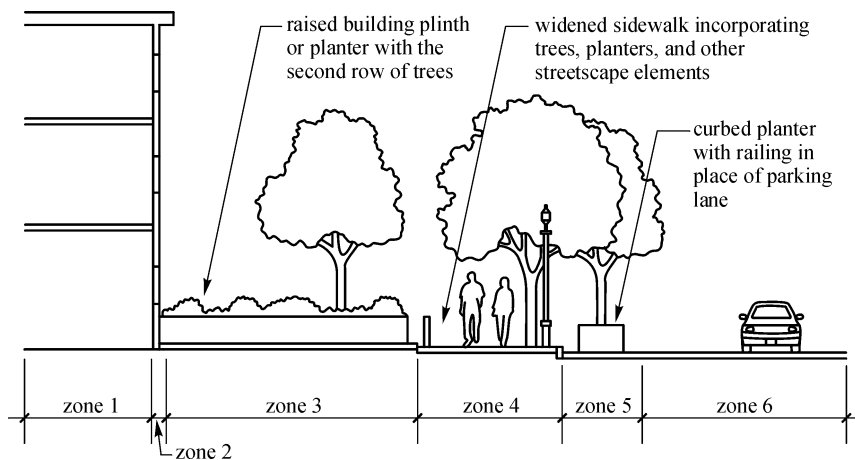 raised building plinth
or planter with the
second row of trees
widened sidewalk incorporating
trees, planters, and other
streetscape elements
curbed planter
with railing in
place of parking
lane
zone 1
zone 3
zone 4
zone 5
zone 6
zone 2